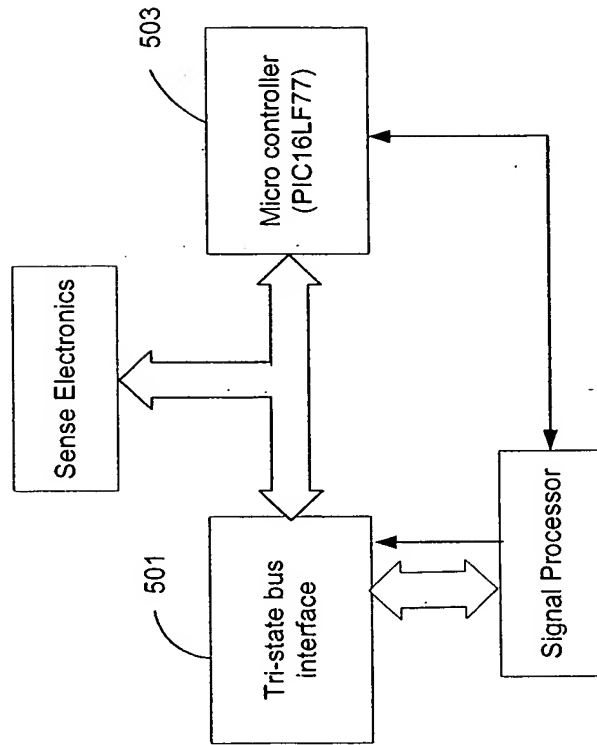 Sense Electronics
501
Tri-state bus
interface
503
Micro controller
(PIC16LF77)
Signal Processor